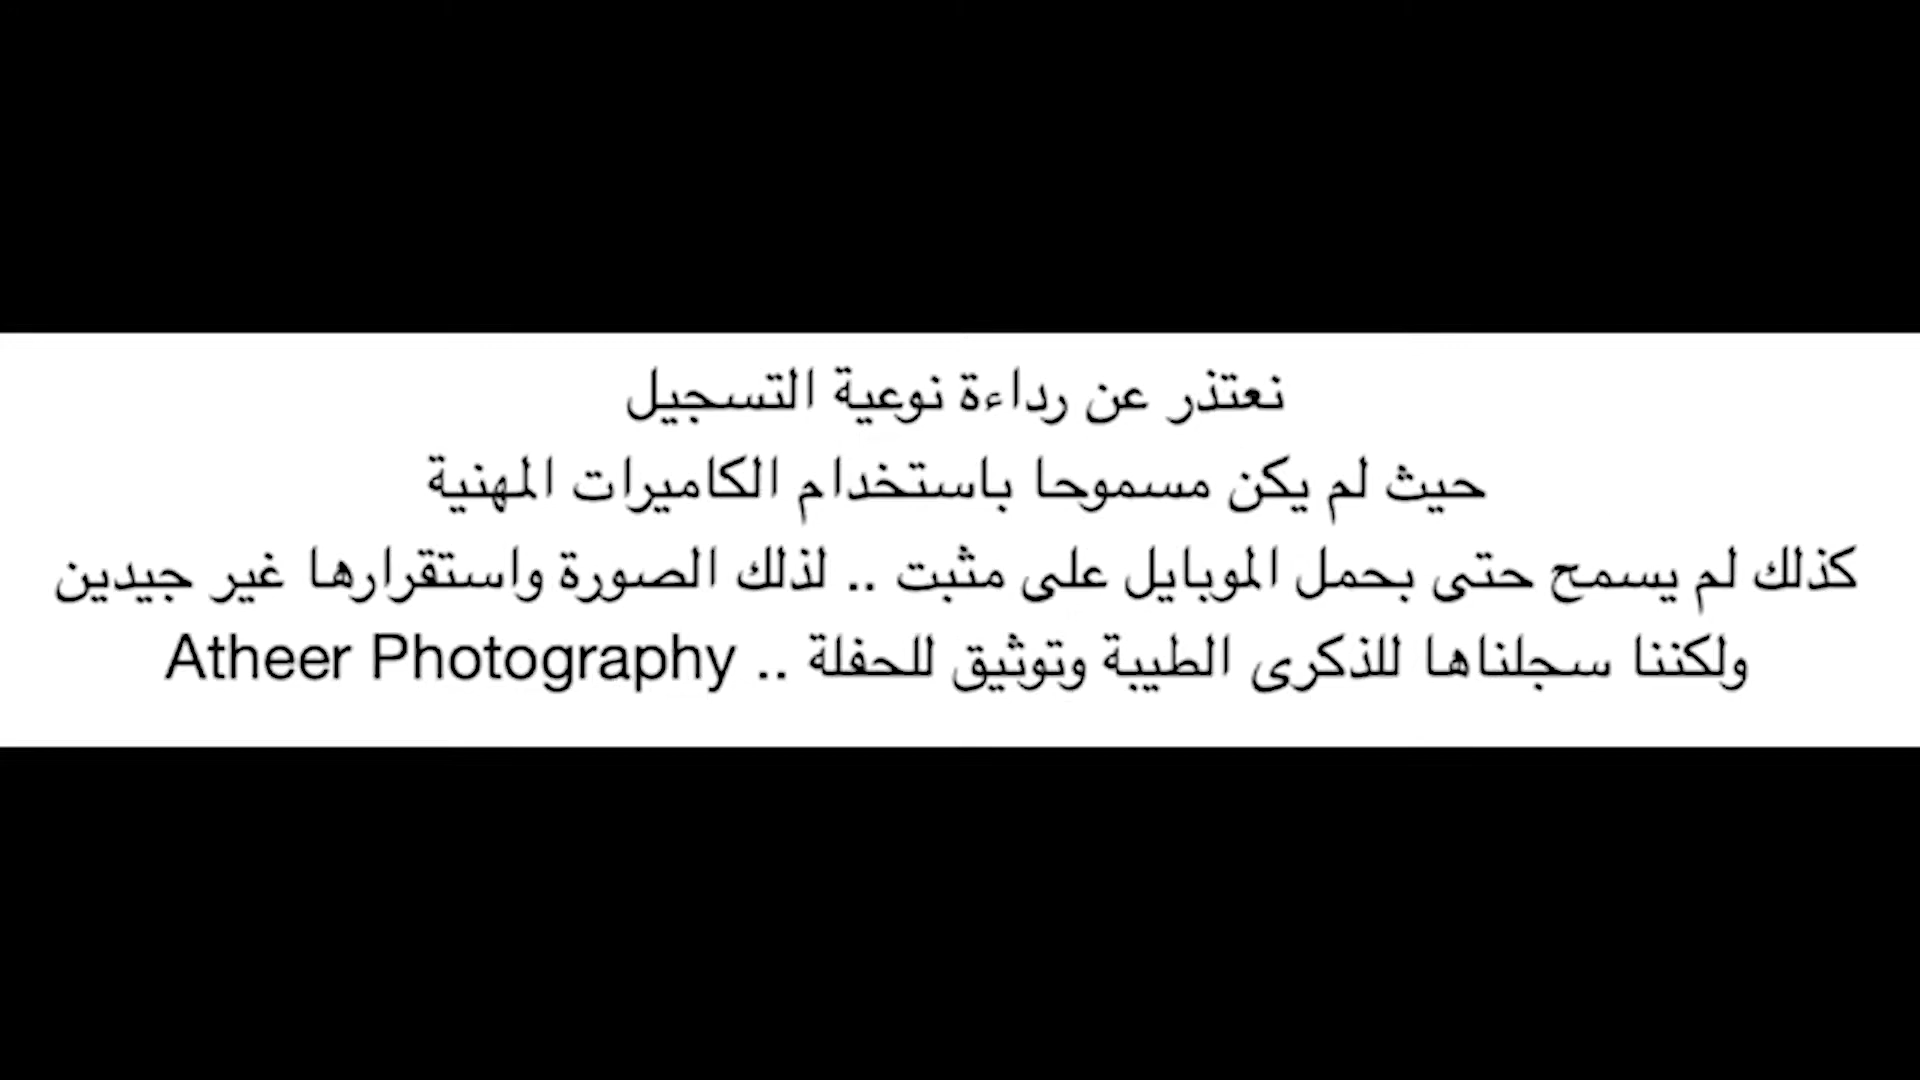 نعتذر عن رداءة نوعية التسجيل
حيث لم يكن مسموحا باستخدام الكاميرات المهنية
كذلك لم يسمح حتى بحمل الموبايل على مثبت .. لذلك الصورة واستقرارها غير جيدين
ولكننا سجلناها للذكرى الطيبة وتوثيق للحفلة .. Atheer Photography